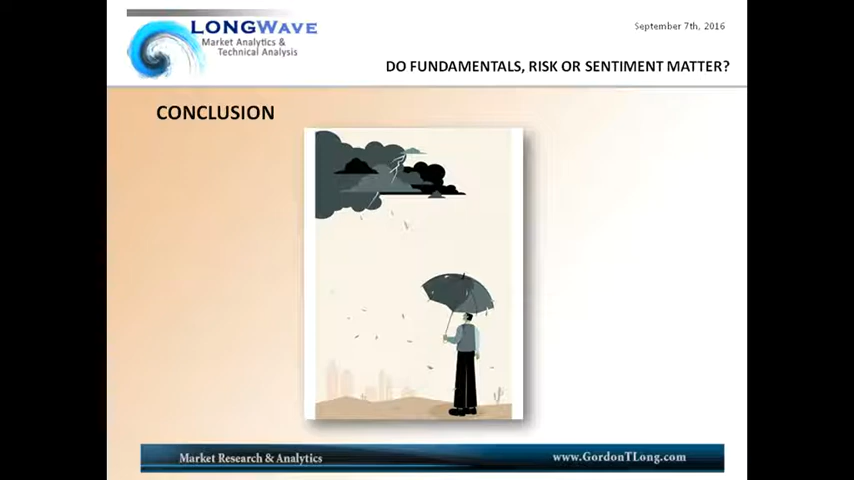 LONGWAVE
Market Analytics &
Technical Analysis
September 7th, 2016
DO FUNDAMENTALS, RISK OR SENTIMENT MATTER?
CONCLUSION
Market Research & Analytics
www.GordonTLong.com